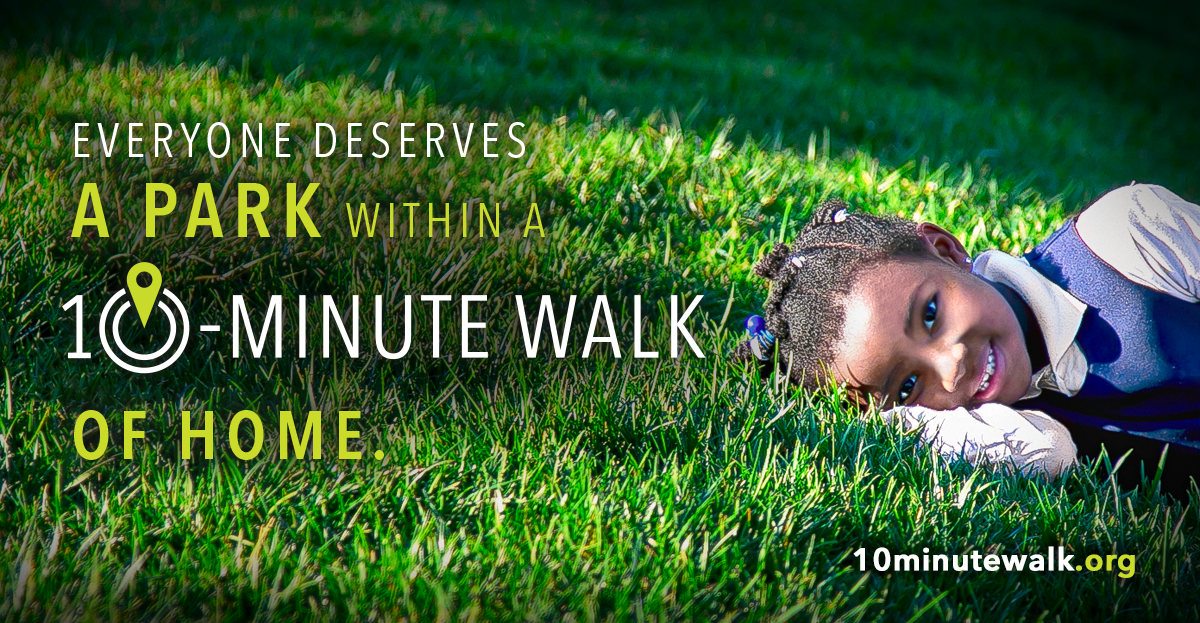 EVERYONE DESERVES
A PARK WITHIN A
10-MINUTE WALK
OF HOME.
10minutewalk.org